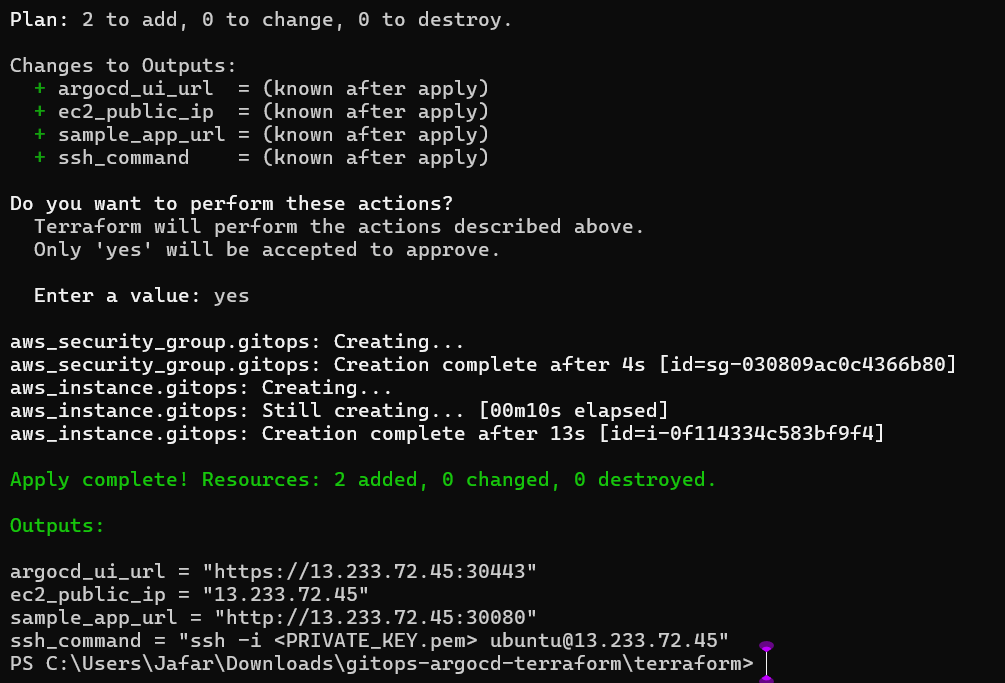 Plan: 2 to add, 0 to change, 0 to destroy.
Changes to Outputs:
+ argocd_ui_url = (known after apply)
+ ec2_public_ip = (known after apply)
+ sample_app_url = (known after apply)
+ ssh_command = (known after apply)
Do you want to perform these actions?
Terraform will perform the actions described above.
Only 'yes' will be accepted to approve.
Enter a value: yes
aws_security_group.gitops: Creating...
aws_security_group.gitops: Creation complete after 4s [id=sg-030809ac0c4366b80]
aws_instance.gitops: Creating...
aws_instance.gitops: Still creating... [00m10s elapsed]
aws_instance.gitops: Creation complete after 13s [id=i-0f114334c583bf9f4]
Apply complete! Resources: 2 added, 0 changed, 0 destroyed.
Outputs:
argocd_ui_url = "https://13.233.72.45:30443"
ec2_public_ip = "13.233.72.45"
sample_app_url = "http://13.233.72.45:30080"
ssh_command = "ssh -i <PRIVATE_KEY.pem> ubuntu@13.233.72.45"
PS C:\Users\Jafar\Downloads\gitops-argocd-terraform\terraform>